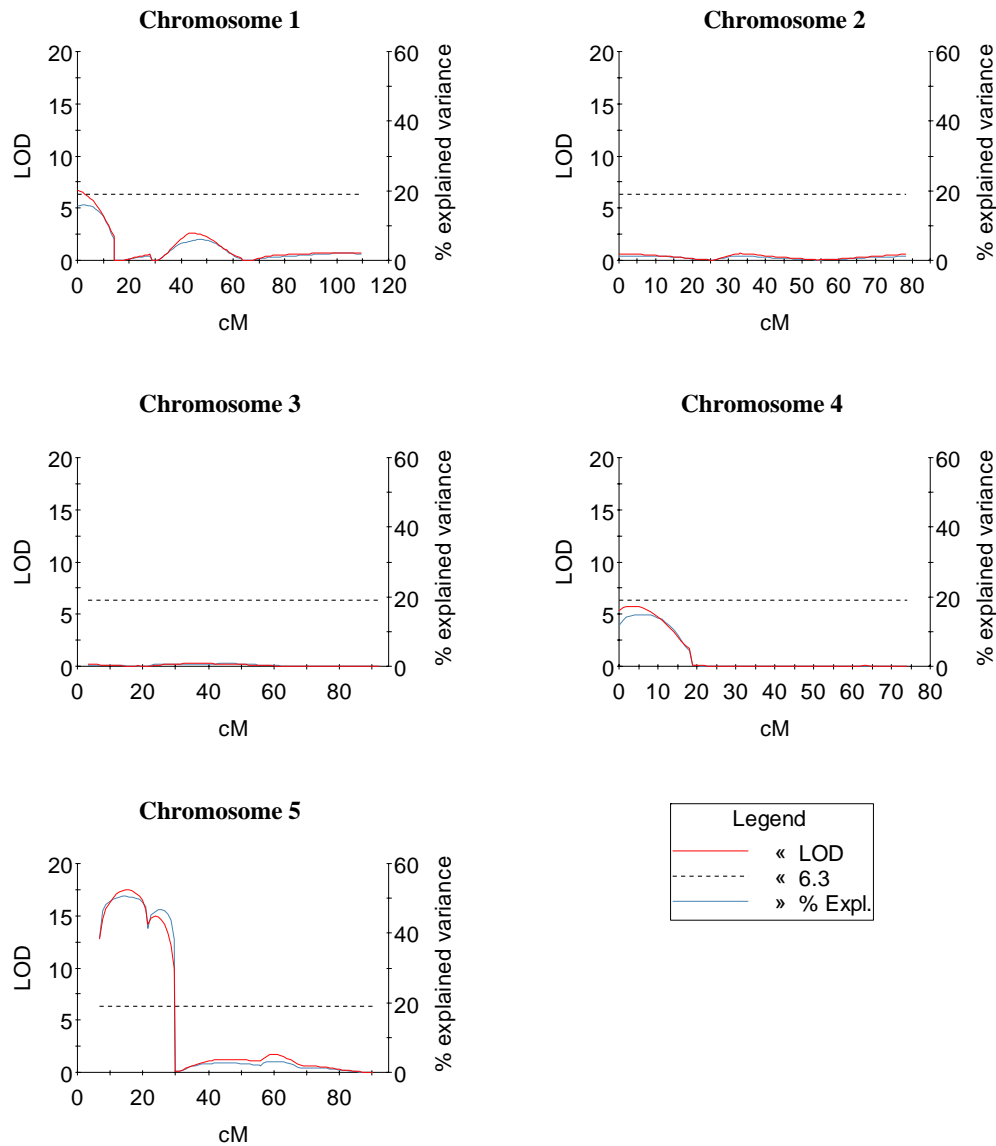 Chromosome 1
20
15
10
5
0
LOD
60
40
20
0
% explained variance
0 20 40 60 80 100 120
cM
Chromosome 2
20
15
10
5
0
LOD
60
40
20
0
% explained variance
0 10 20 30 40 50 60 70 80
cM
Chromosome 3
20
15
10
5
0
LOD
60
40
20
0
% explained variance
0 20 40 60 80
cM
Chromosome 4
20
15
10
5
0
LOD
60
40
20
0
% explained variance
0 10 20 30 40 50 60 70 80
cM
Chromosome 5
20
15
10
5
0
LOD
60
40
20
0
% explained variance
0 20 40 60 80
cM
Legend
« LOD
« 6.3
» % Expl.